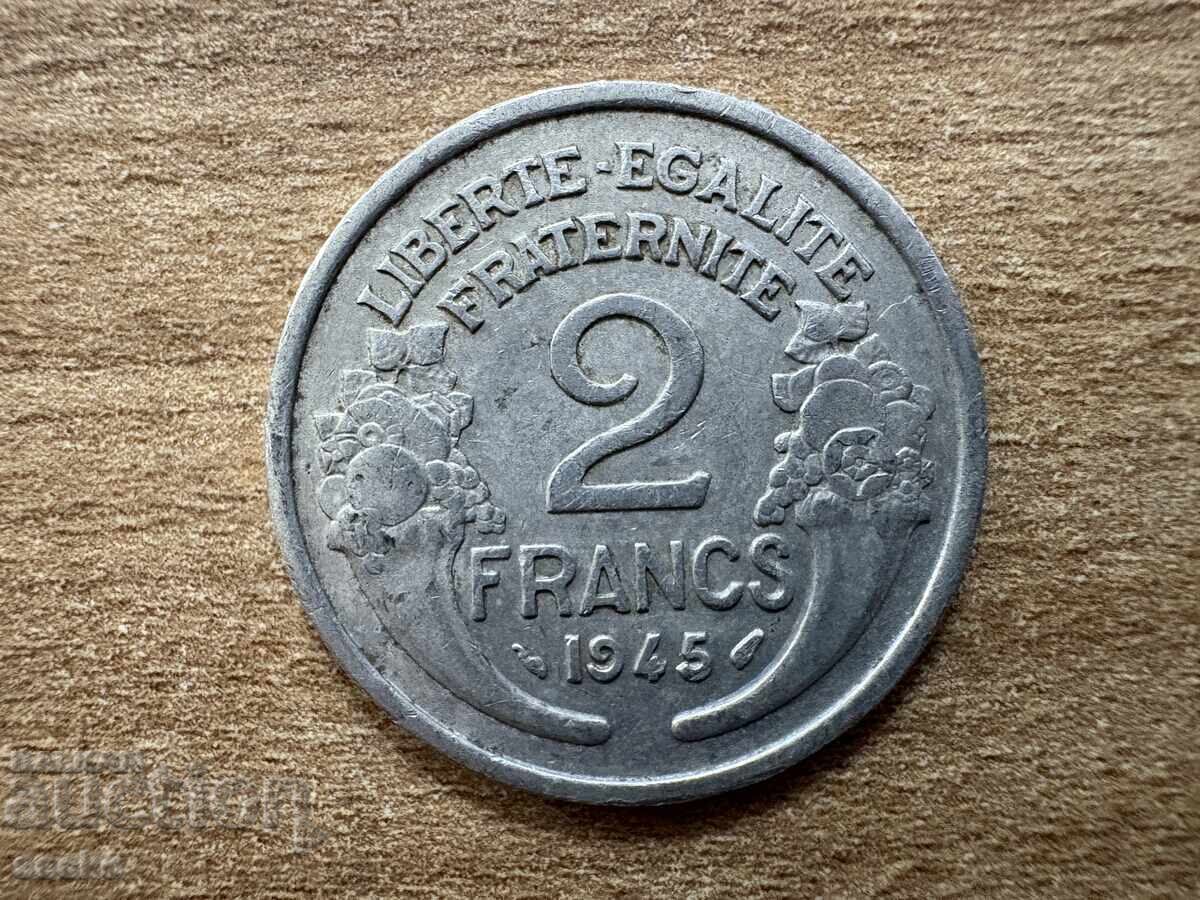 LIBERTE - EGALITE
FRATERNITE
2
FRANCS
1945
auction